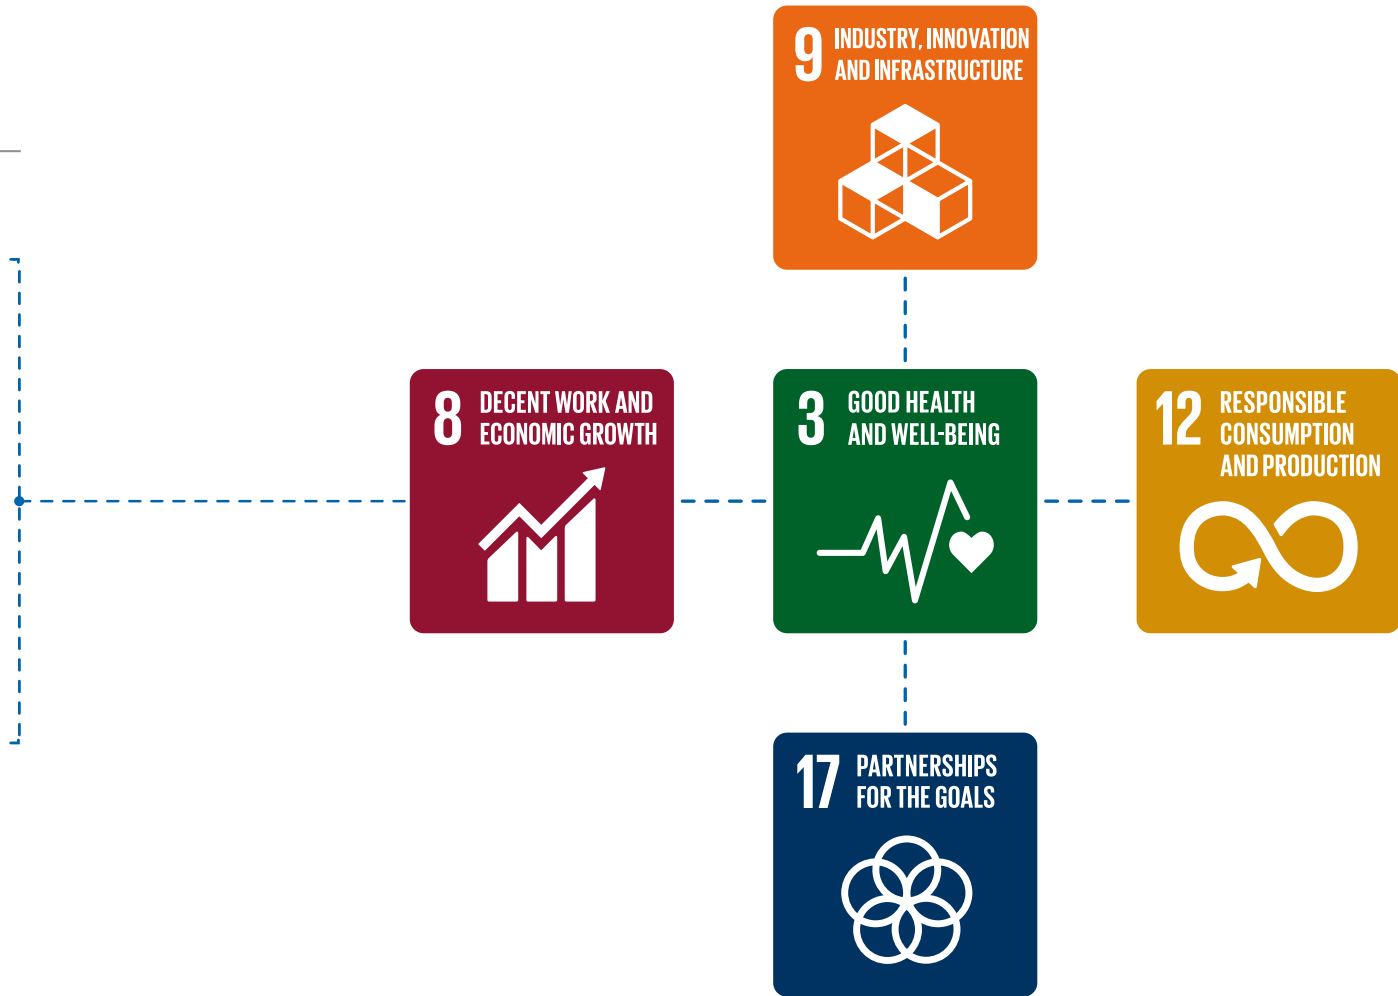 9 INDUSTRY, INNOVATION
AND INFRASTRUCTURE
8 DECENT WORK AND
ECONOMIC GROWTH
3 GOOD HEALTH
AND WELL-BEING
12 RESPONSIBLE
CONSUMPTION
AND PRODUCTION
17 PARTNERSHIPS
FOR THE GOALS